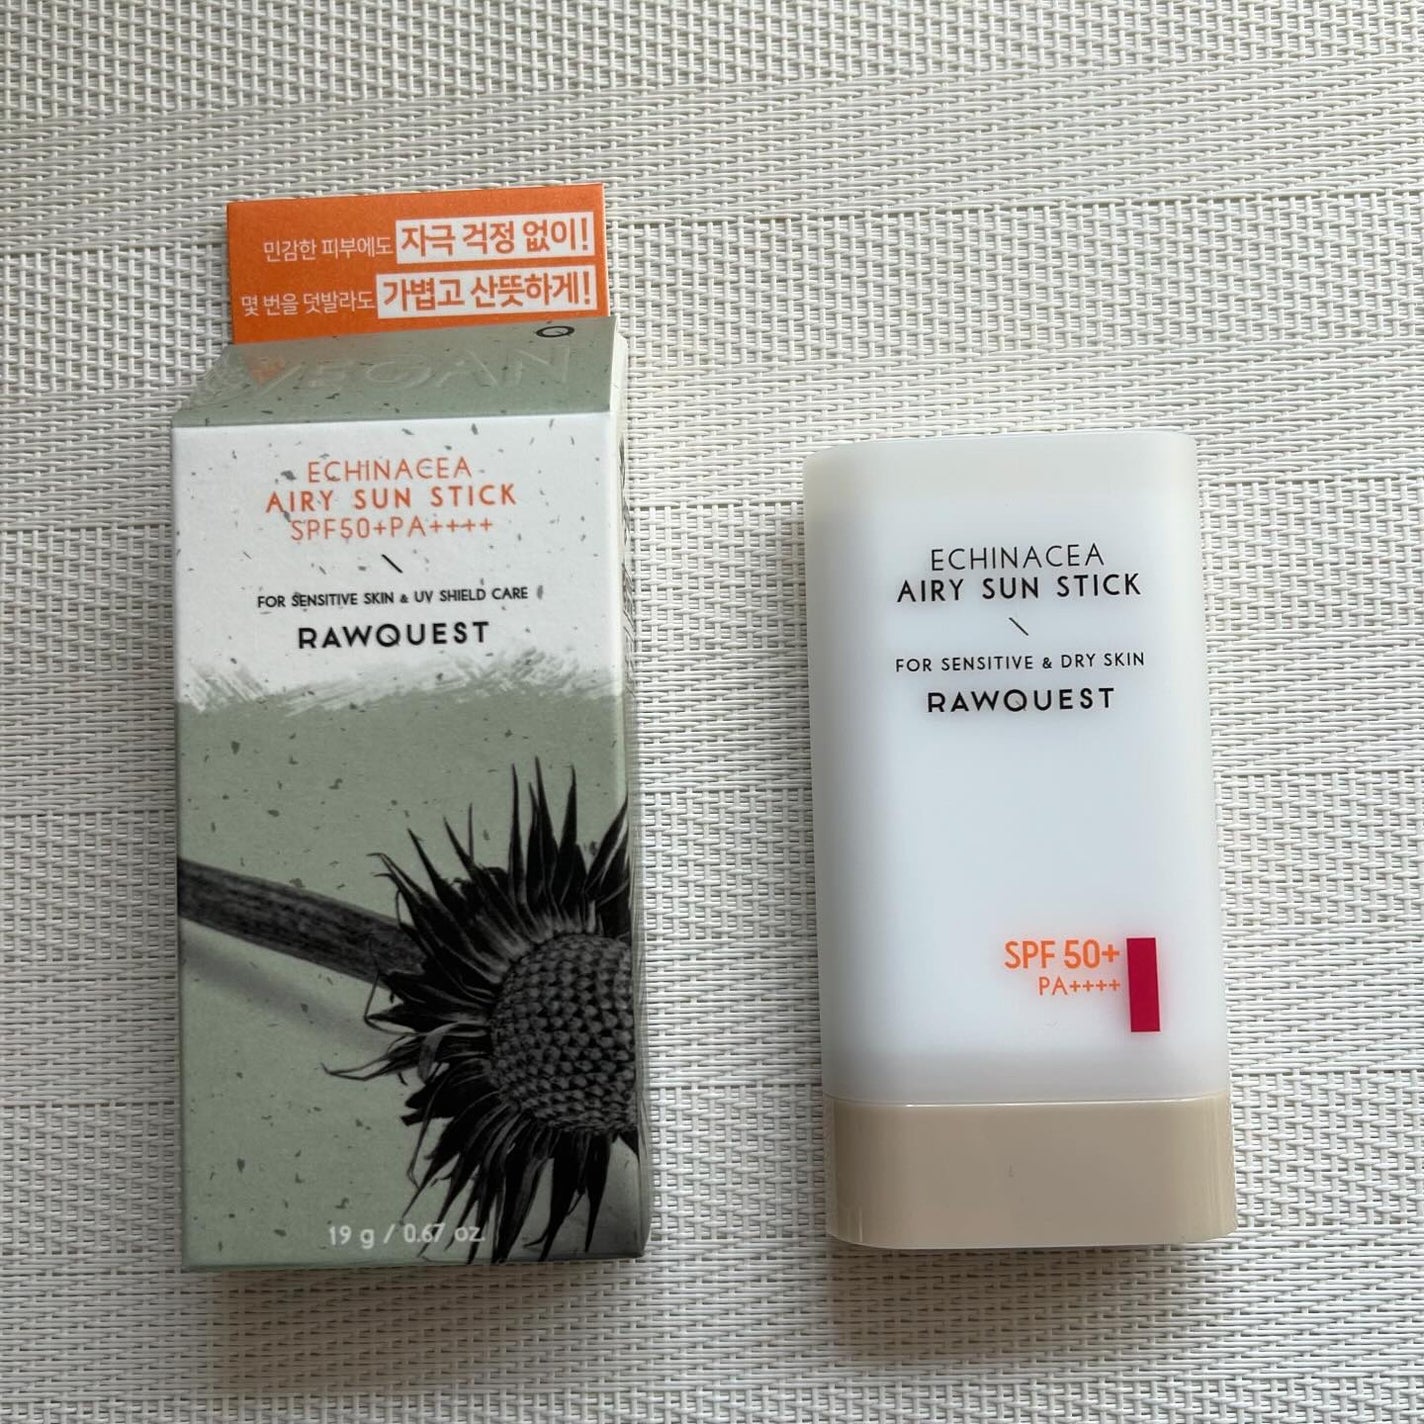 민감한 피부에도 자극 걱정 없이!
몇 번을 덧발라도 가볍고 산뜻하게!
VEGAN
ECHINACEA
AIRY SUN STICK
SPF50+PA++++
\
FOR SENSITIVE SKIN & UV SHIELD CARE
RAWQUEST
19 g / 0.67 oz.
ECHINACEA
AIRY SUN STICK
\
FOR SENSITIVE & DRY SKIN
RAWQUEST
SPF 50+
PA++++